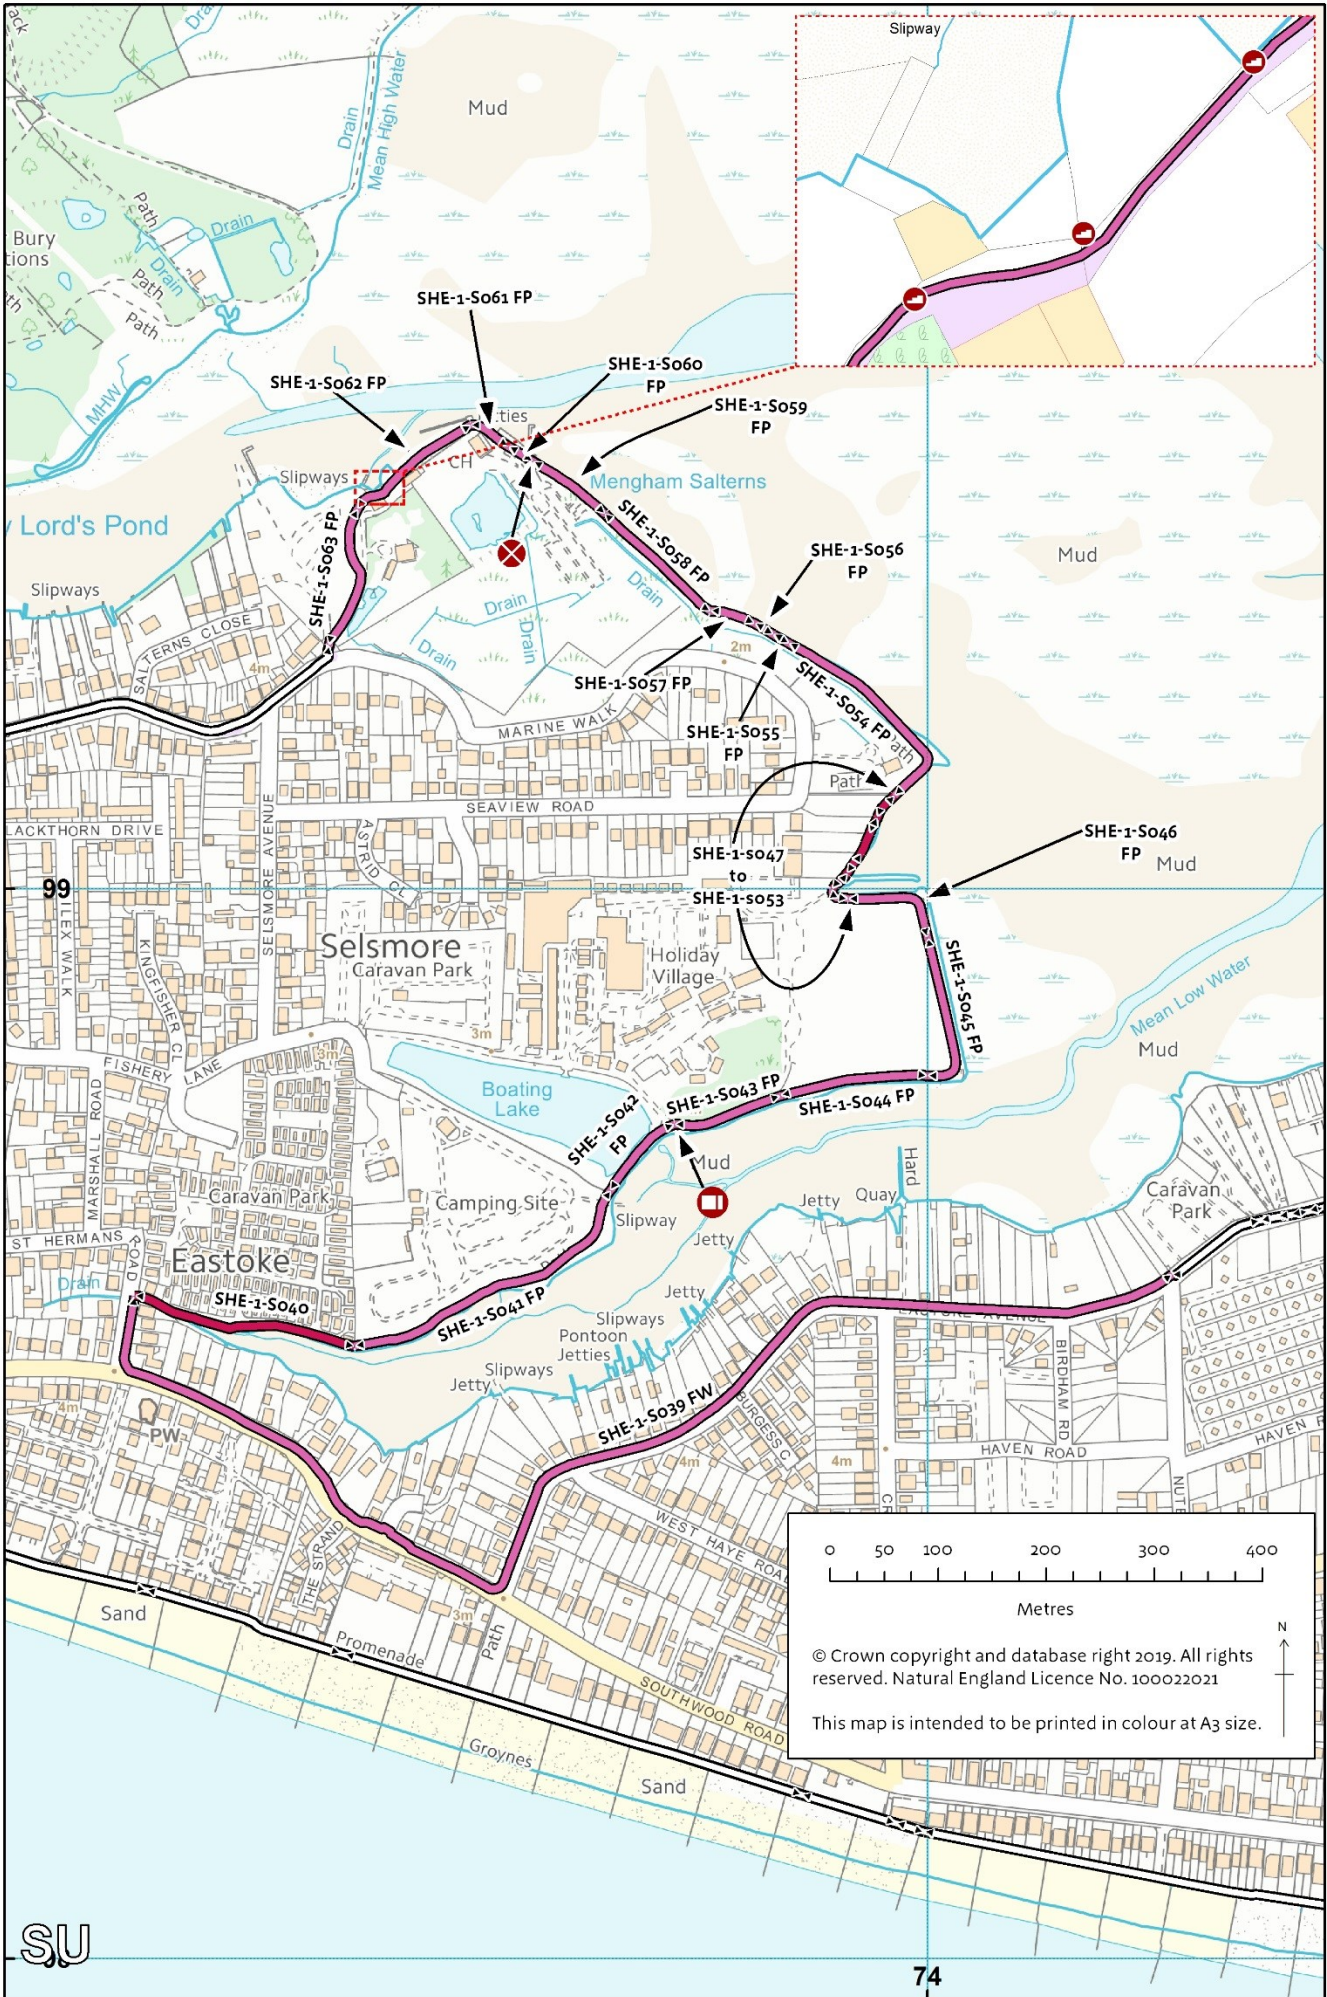 Drain
Mean High Water
Mud
Slipway
Path
Drain
Bury
Drain
Path
Path
MHW
SHE-1-S061 FP
SHE-1-S060
FP
SHE-1-S062 FP
SHE-1-S059
FP
CH
Slipways
Mengham Salterns
Lord's Pond
SHE-1-S063 FP
SHE-1-S058 FP
SHE-1-S056
FP
Mud
Slipways
Drain
Drain
Drain
Drain
SALTERNS CLOSE
4m
2m
SHE-1-S057 FP
SHE-1-S054 FP
SHE-1-S055
FP
MARINE WALK
Path
SEAVIEW ROAD
SELSMORE AVENUE
LACKTHORN DRIVE
ASTRID CL
SHE-1-S047
to
SHE-1-S053
SHE-1-S046
FP
Mud
99
LEX WALK
KINGFISHER CL
Selsmore
Caravan Park
Holiday
Village
SHE-1-S045 FP
Mean Low Water
Mud
3m
3m
FISHERY LANE
Boating
Lake
SHE-1-S042
FP
SHE-1-S043 FP
SHE-1-S044 FP
MARSHALL ROAD
Mud
Hard
Caravan Park
Camping Site
Slipway
Jetty
Quay
Caravan
Park
ST HERMANS ROAD
Jetty
Eastoke
Drain
SHE-1-S040
SHE-1-S041 FP
Jetty
Slipways
Pontoon
Jetties
Slipways
Jetty
BIRDHAM RD
4m
PW
SHE-1-S039 FW
BURGESS C
4m
4m
HAVEN ROAD
HAVEN R
NUTB
CR
WEST HAYE ROAD
THE STRAND
3m
Path
Sand
Promenade
SOUTHWOOD ROAD
Groynes
Sand
0 50 100 200 300 400
Metres
N
© Crown copyright and database right 2019. All rights
reserved. Natural England Licence No. 100022021
This map is intended to be printed in colour at A3 size.
SU
74